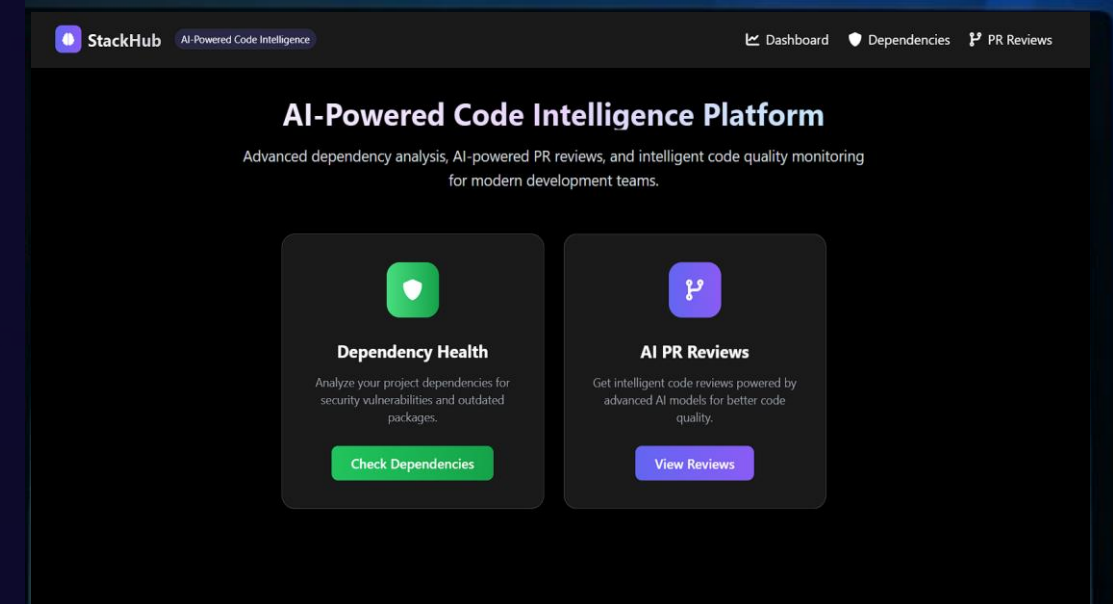 StackHub
AI-Powered Code Intelligence
Dashboard
Dependencies
PR Reviews
AI-Powered Code Intelligence Platform
Advanced dependency analysis, AI-powered PR reviews, and intelligent code quality monitoring
for modern development teams.
Dependency Health
Analyze your project dependencies for
security vulnerabilities and outdated
packages.
Check Dependencies
AI PR Reviews
Get intelligent code reviews powered by
advanced AI models for better code
quality.
View Reviews